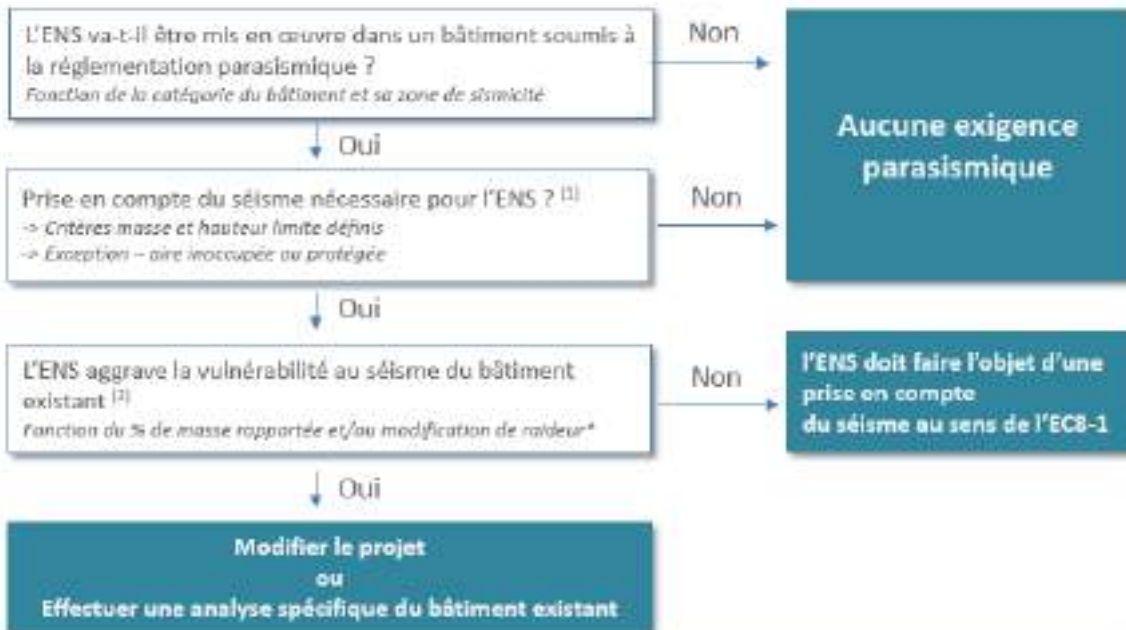 L'ENS va-t-il être mis en œuvre dans un bâtiment soumis à
la réglementation parasismique ?
Fonction de la catégorie du bâtiment et sa zone de sismicité
Non
Aucune exigence
parasismique
Oui
Prise en compte du séisme nécessaire pour l'ENS ? [1]
-> Critères masse et hauteur limite définis
-> Exception – aire inoccupée ou protégée
Non
Oui
L'ENS aggrave la vulnérabilité au séisme du bâtiment
existant [2]
Fonction du % de masse rapportée et/ou modification de raideur*
Non
l'ENS doit faire l'objet d'une
prise en compte
du séisme au sens de l'EC8-1
Oui
Modifier le projet
ou
Effectuer une analyse spécifique du bâtiment existant